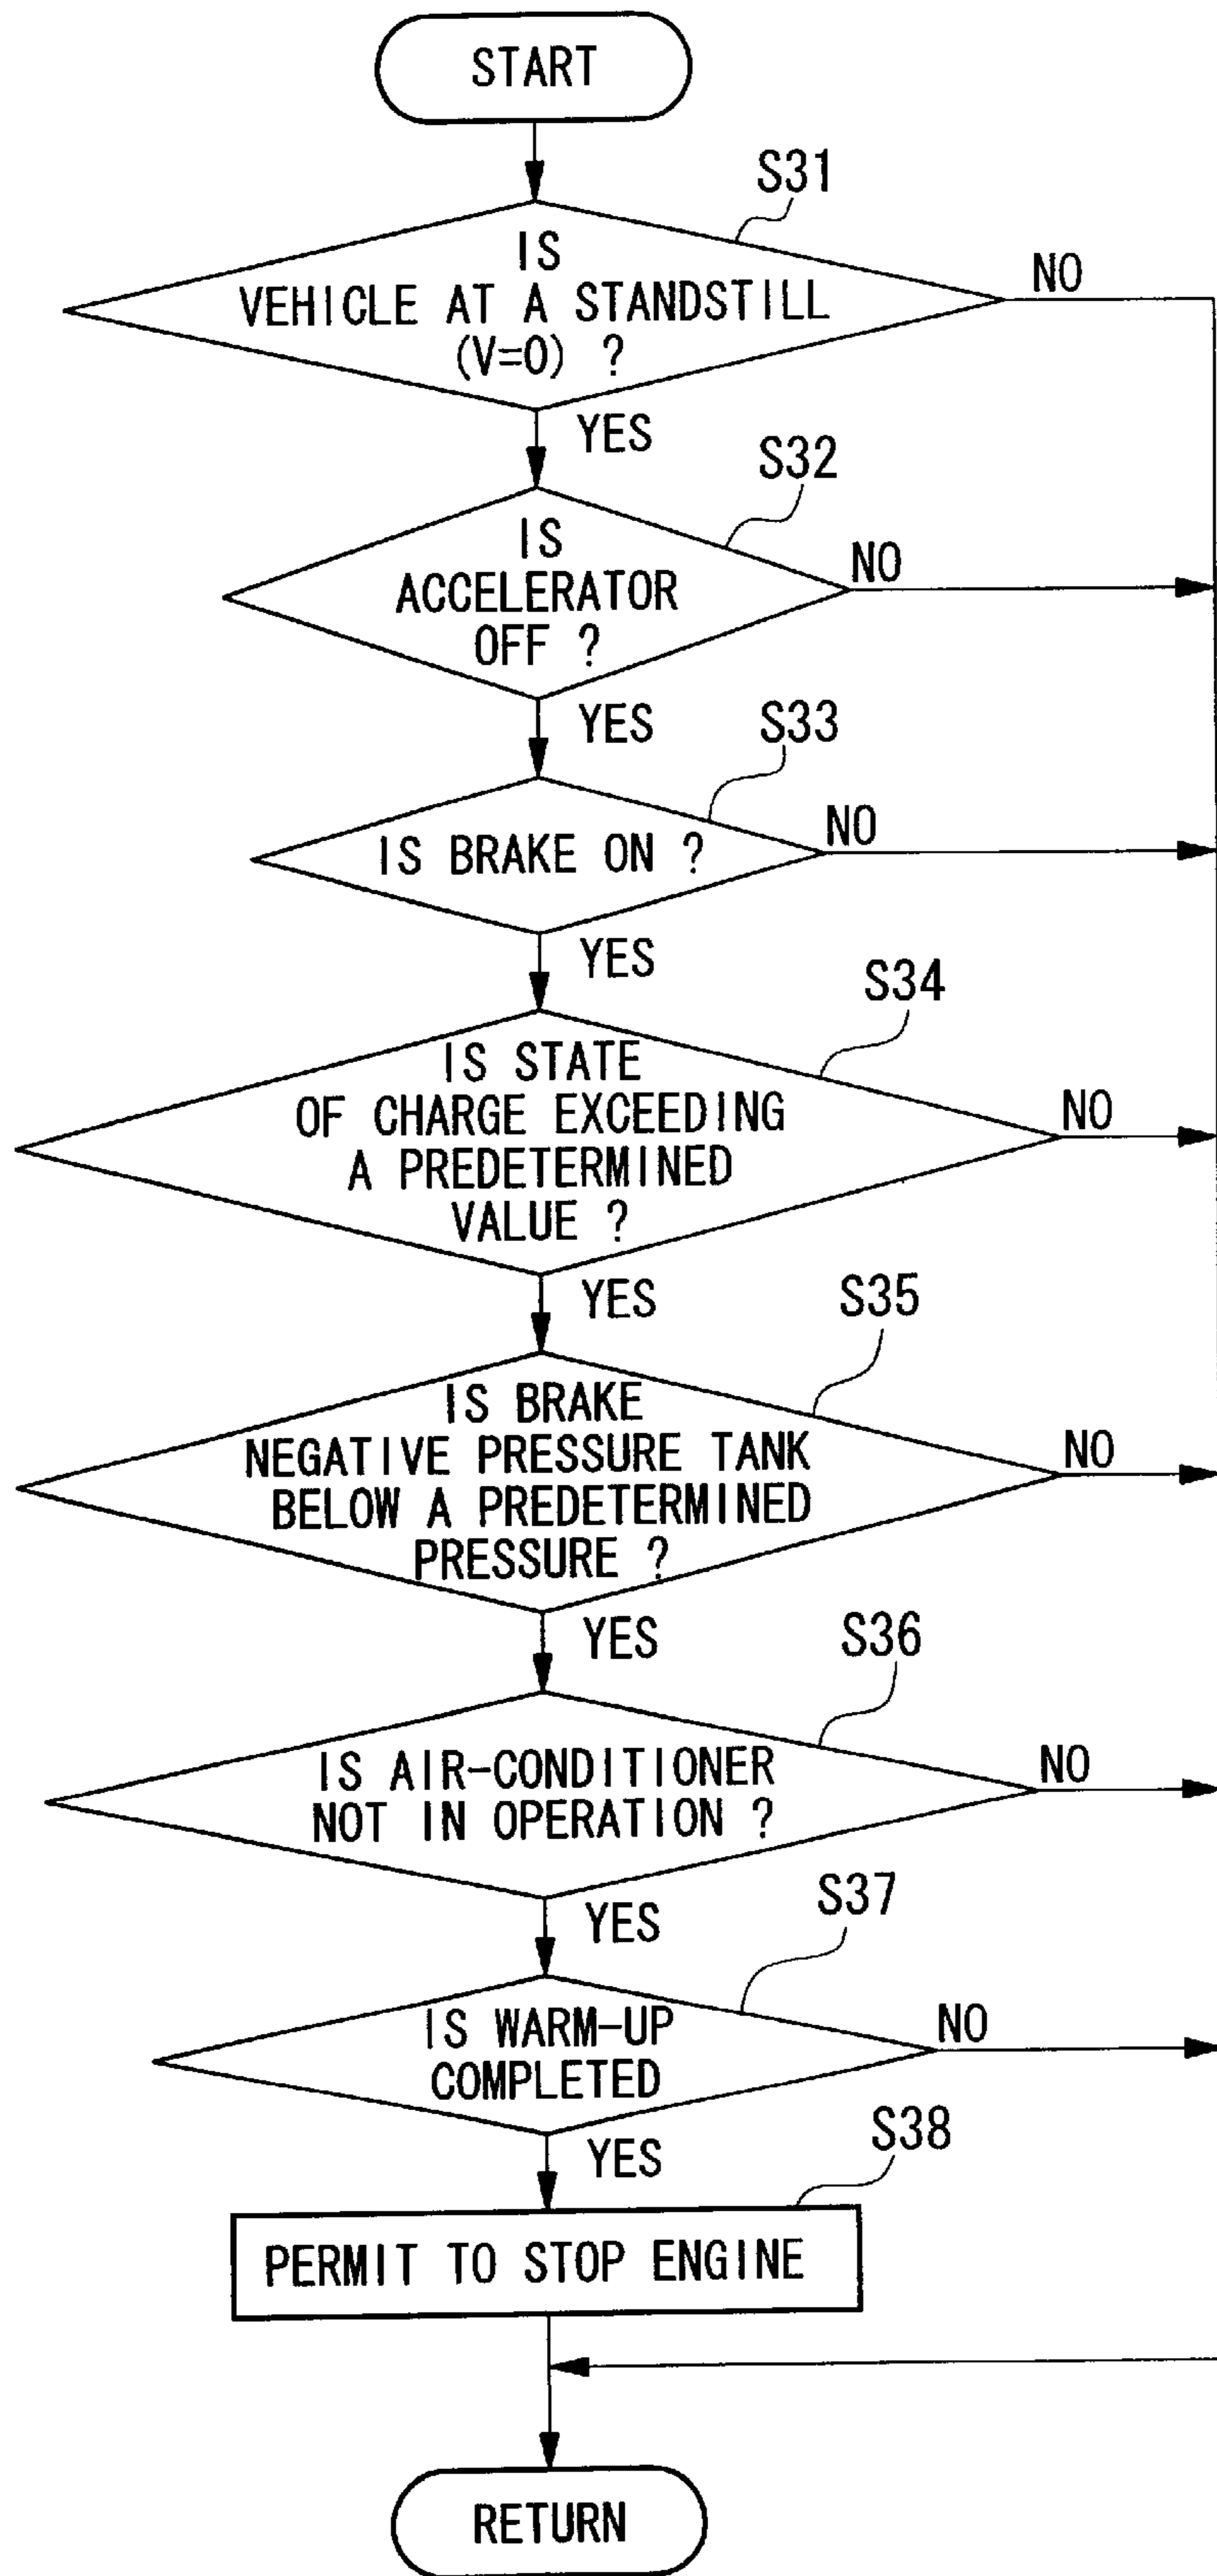 START
S31
IS
VEHICLE AT A STANDSTILL
(V=0) ?
NO
YES
S32
IS
ACCELERATOR
OFF ?
NO
YES
S33
IS BRAKE ON ?
NO
YES
S34
IS STATE
OF CHARGE EXCEEDING
A PREDETERMINED
VALUE ?
NO
YES
S35
IS BRAKE
NEGATIVE PRESSURE TANK
BELOW A PREDETERMINED
PRESSURE ?
NO
YES
S36
IS AIR-CONDITIONER
NOT IN OPERATION ?
NO
YES
S37
IS WARM-UP
COMPLETED
NO
YES
S38
PERMIT TO STOP ENGINE
RETURN